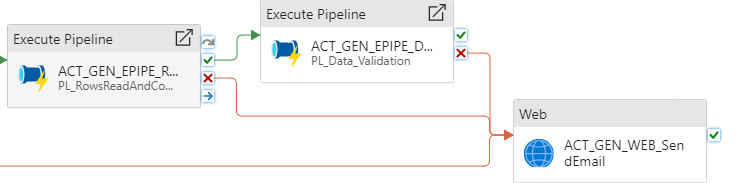 Execute Pipeline
ACT_GEN_EPIPE_R...
PL_RowsReadAndCo...
Execute Pipeline
ACT_GEN_EPIPE_D...
PL_Data_Validation
Web
ACT_GEN_WEB_Sen
dEmail